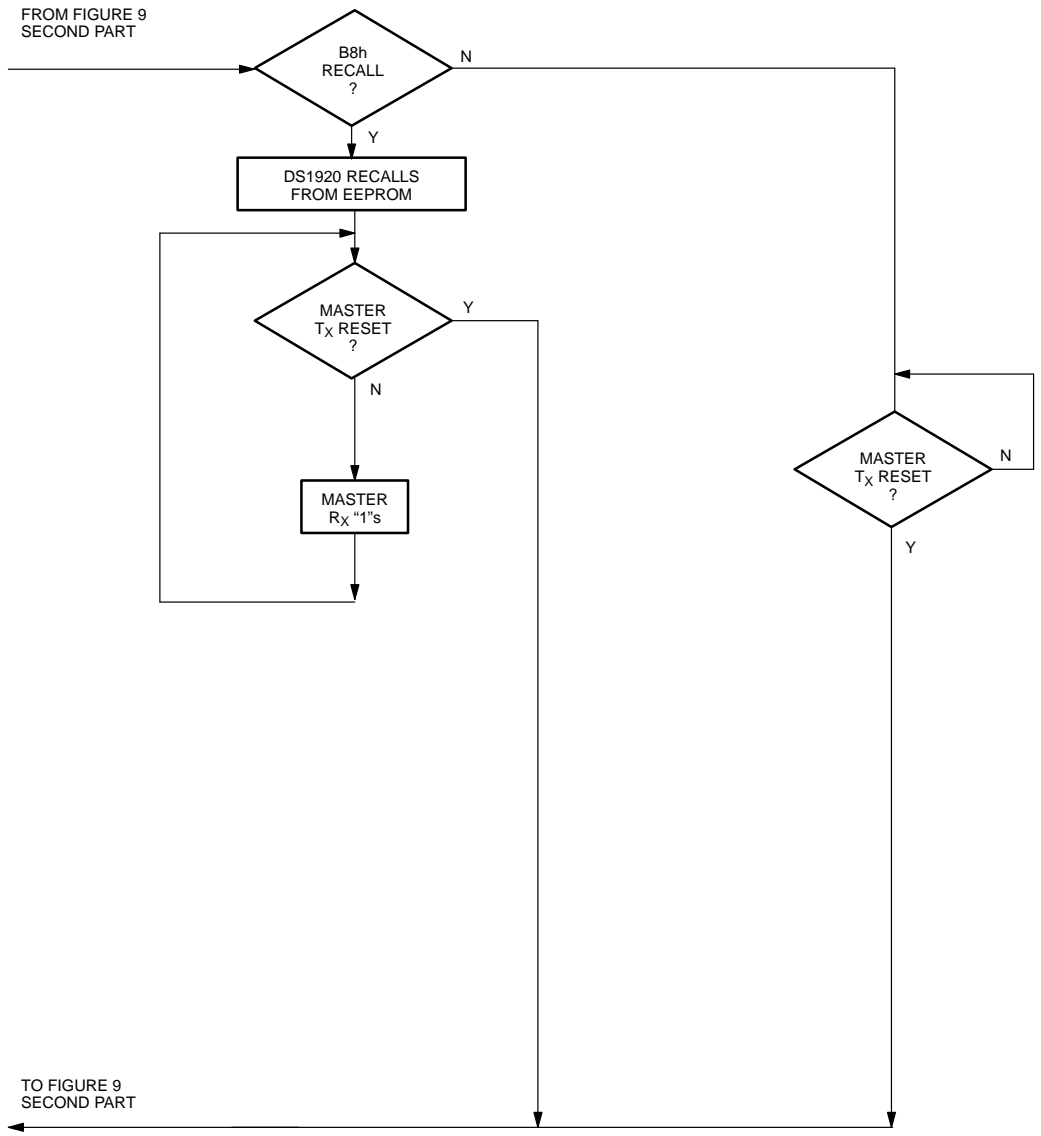 FROM FIGURE 9
SECOND PART
B8h
RECALL
?
N
Y
DS1920 RECALLS
FROM EEPROM
MASTER
TX RESET
?
Y
N
MASTER
RX “1”s
MASTER
TX RESET
?
N
Y
TO FIGURE 9
SECOND PART